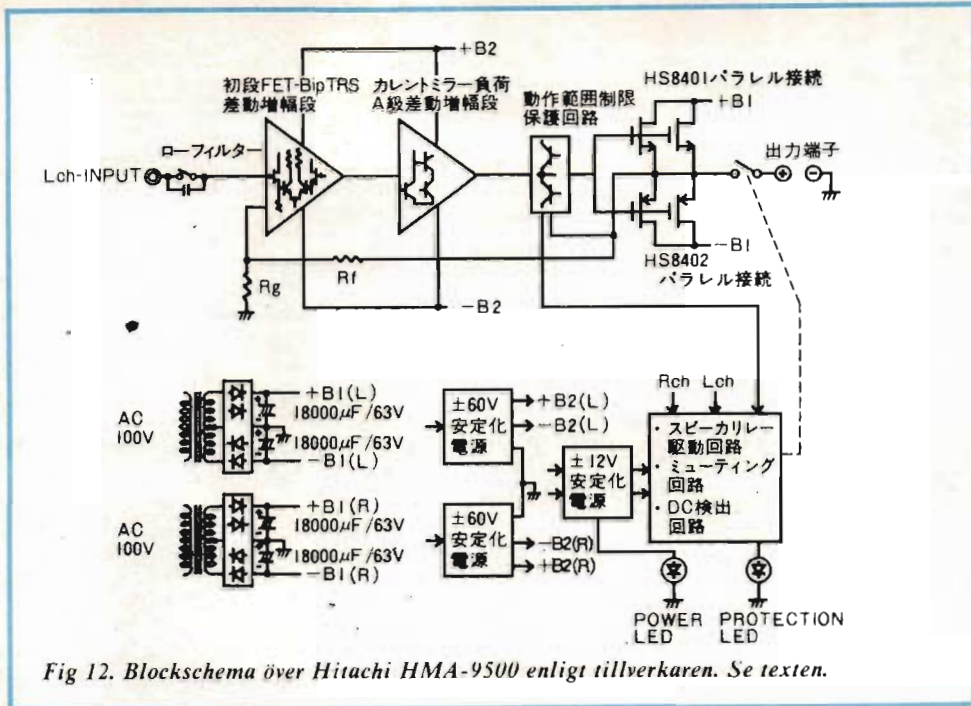 +B2
初段FET-BipTRS
差動増幅段
カレントミラー負荷
A級差動増幅段
動作範囲制限
保護回路
HS8401パラレル接続
+B1
ローフィルター
Lch-INPUT
出力端子
+
−
−B1
HS8402
パラレル接続
Rf
Rg
−B2
AC
100V
+B1(L)
18000μF/63V
18000μF/63V
−B1(L)
±60V
安定化
電源
+B2(L)
−B2(L)
Rch Lch
・スピーカリレー
駆動回路
・ミューティング
回路
・DC検出
回路
±12V
安定化
電源
AC
100V
+B1(R)
18000μF/63V
18000μF/63V
−B1(R)
±60V
安定化
電源
−B2(R)
+B2(R)
POWER
LED
PROTECTION
LED
Fig 12. Blockschema över Hitachi HMA-9500 enligt tillverkaren. Se texten.